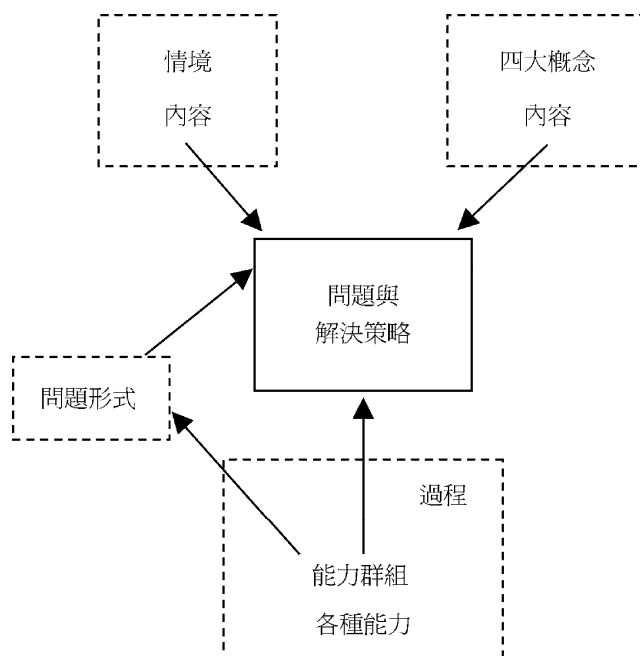 情境
內容
四大概念
內容
問題與
解決策略
問題形式
過程
能力群組
各種能力